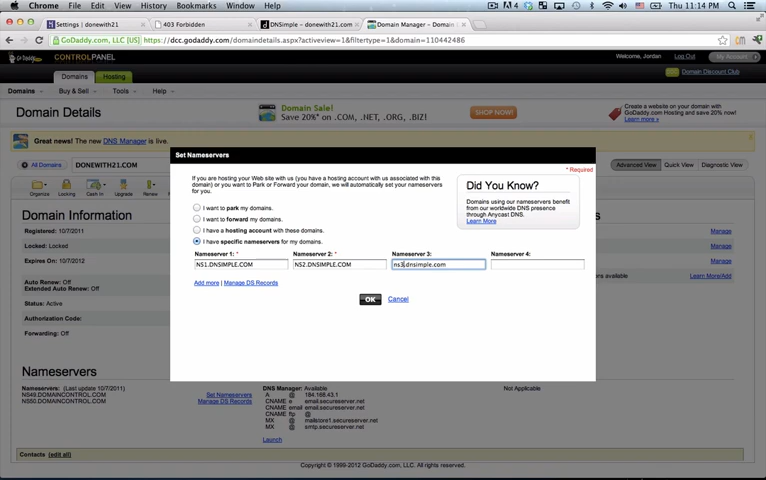 Chrome File Edit View History Bookmarks Window Help
4
Thu 11:14 PM
Settings | donewith21
403 Forbidden
DNSimple - donewith21.com
Domain Manager - Domain
GoDaddy.com, LLC [US] https://dcc.godaddy.com/domaindetails.aspx?activeview=1&filtertype=1&domain=110442486
Go Daddy CONTROLPANEL
Welcome, Jordan Log Out My Account
Domains Hosting
Domain Discount Club
Domains Buy & Sell Tools Help
Domain Details
Domain Sale!
Save 20%* on .COM, .NET, .ORG, .BIZ!
SHOP NOW
Create a website on your domain with
GoDaddy.com Hosting and save 20% now!
Learn more »
Great news! The new DNS Manager is live.
All Domains DONEWITH21.COM
Advanced View Quick View Diagnostic View
Organize Locking Cash In Upgrade Renew
Set Nameservers
* Required
If you are hosting your Web site with us (you have a hosting account with us associated with this
domain) or you want to Park or Forward your domain, we will automatically set your nameservers
for you.
I want to park my domains.
I want to forward my domains.
I have a hosting account with these domains.
I have specific nameservers for my domains.
Did You Know?
Domains using our nameservers benefit
from our worldwide DNS presence
through Anycast DNS.
Learn More
Nameserver 1: * Nameserver 2: * Nameserver 3: Nameserver 4:
NS1.DNSIMPLE.COM NS2.DNSIMPLE.COM ns3.dnsimple.com
Add more | Manage DS Records
OK Cancel
Domain Information
Registered: 10/7/2011
Locked: Locked
Expires On: 10/7/2012
Auto Renew: Off
Extended Auto Renew: Off
Status: Active
Authorization Code:
Forwarding: Off
Manage
Manage
Manage
Learn More/Add
Nameservers
Nameservers: (Last update 10/7/2011)
NS49.DOMAINCONTROL.COM
NS50.DOMAINCONTROL.COM
Set Nameservers
Manage DS Records
DNS Manager: Available
A @ 184.168.43.1
CNAME e email.secureserver.net
CNAME email email.secureserver.net
CNAME ftp @
MX @ mailstore1.secureserver.net
MX @ smtp.secureserver.net
Launch
Not Applicable
Contacts (edit all)
Copyright © 1999-2012 GoDaddy.com, LLC. All rights reserved.